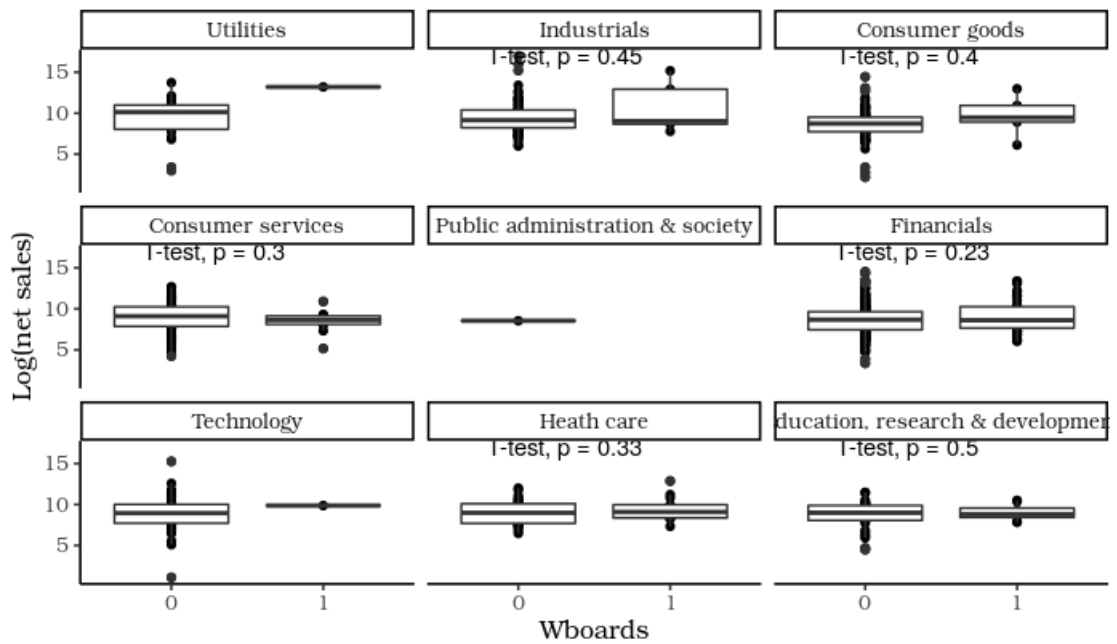 Utilities
Industrials
Consumer goods
T-test, p = 0.45
T-test, p = 0.4
15
10
5
Consumer services
Public administration & society
Financials
T-test, p = 0.3
T-test, p = 0.23
15
10
5
Log(net sales)
Technology
Heath care
ducation, research & developmen
T-test, p = 0.33
T-test, p = 0.5
15
10
5
0
1
0
1
0
1
Wboards